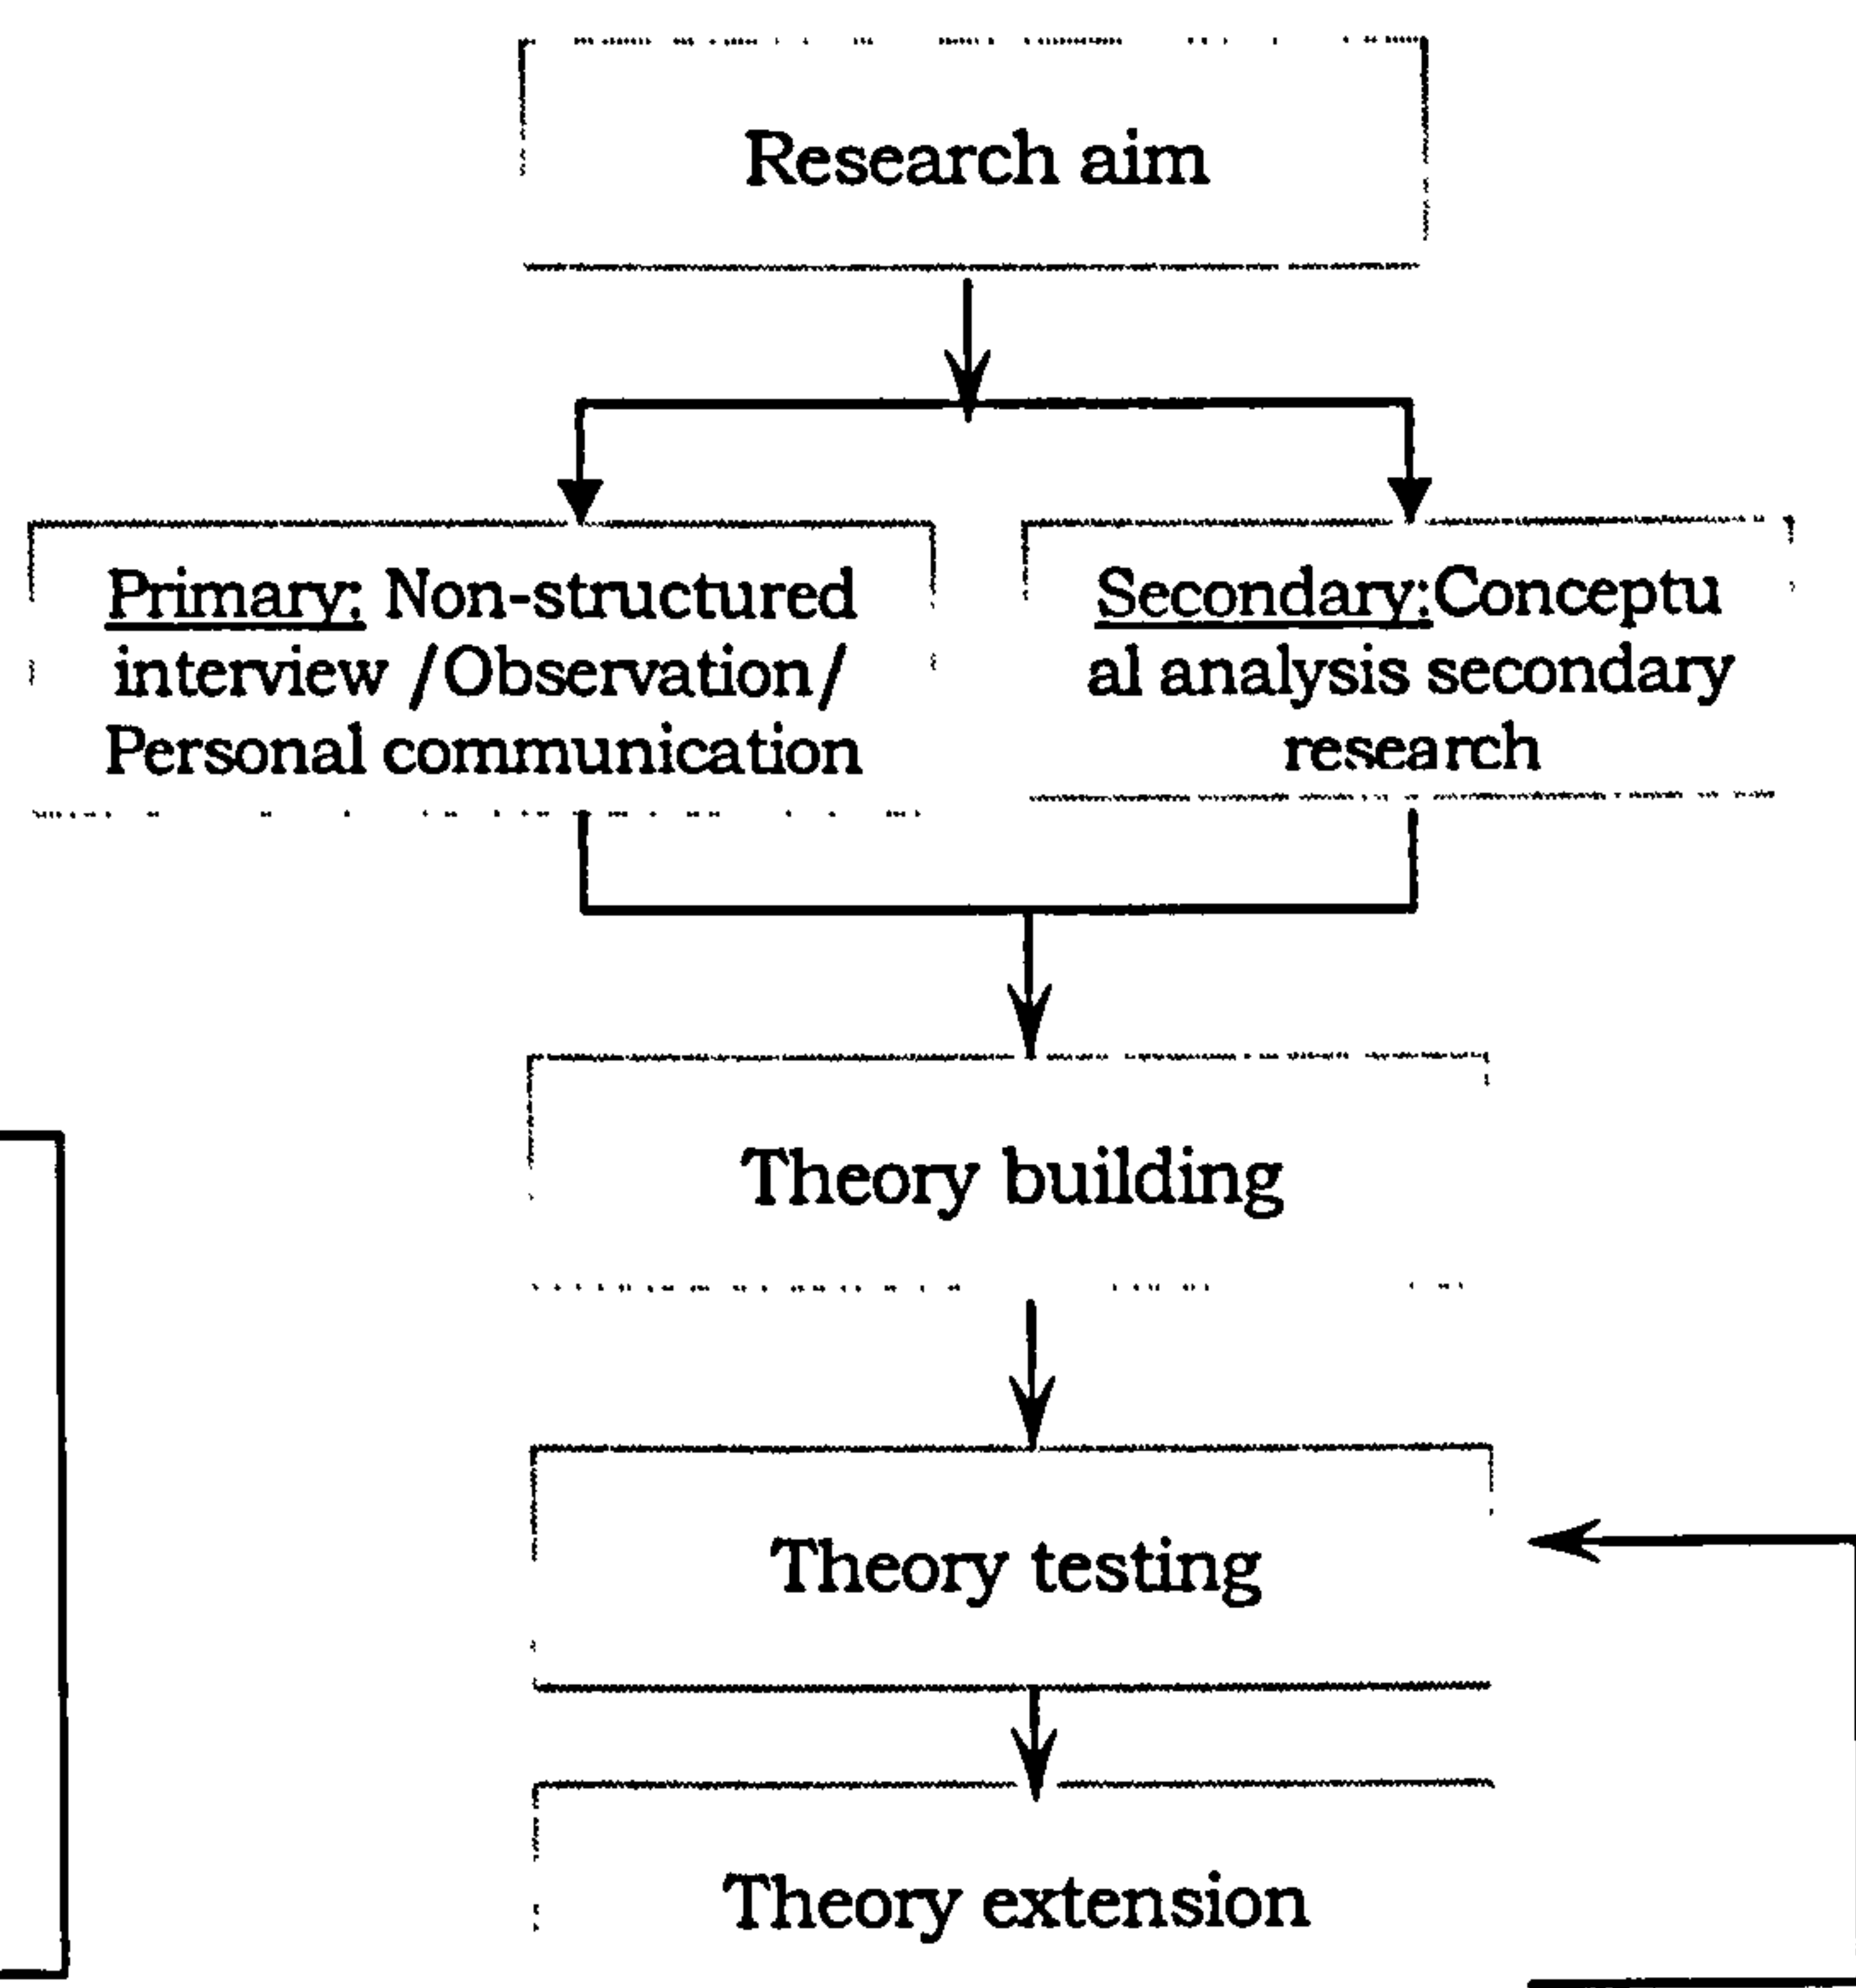 Research aim
Primary: Non-structured
interview /Observation/
Personal communication
Secondary:Conceptu
al analysis secondary
research
Theory building
Theory testing
Theory extension